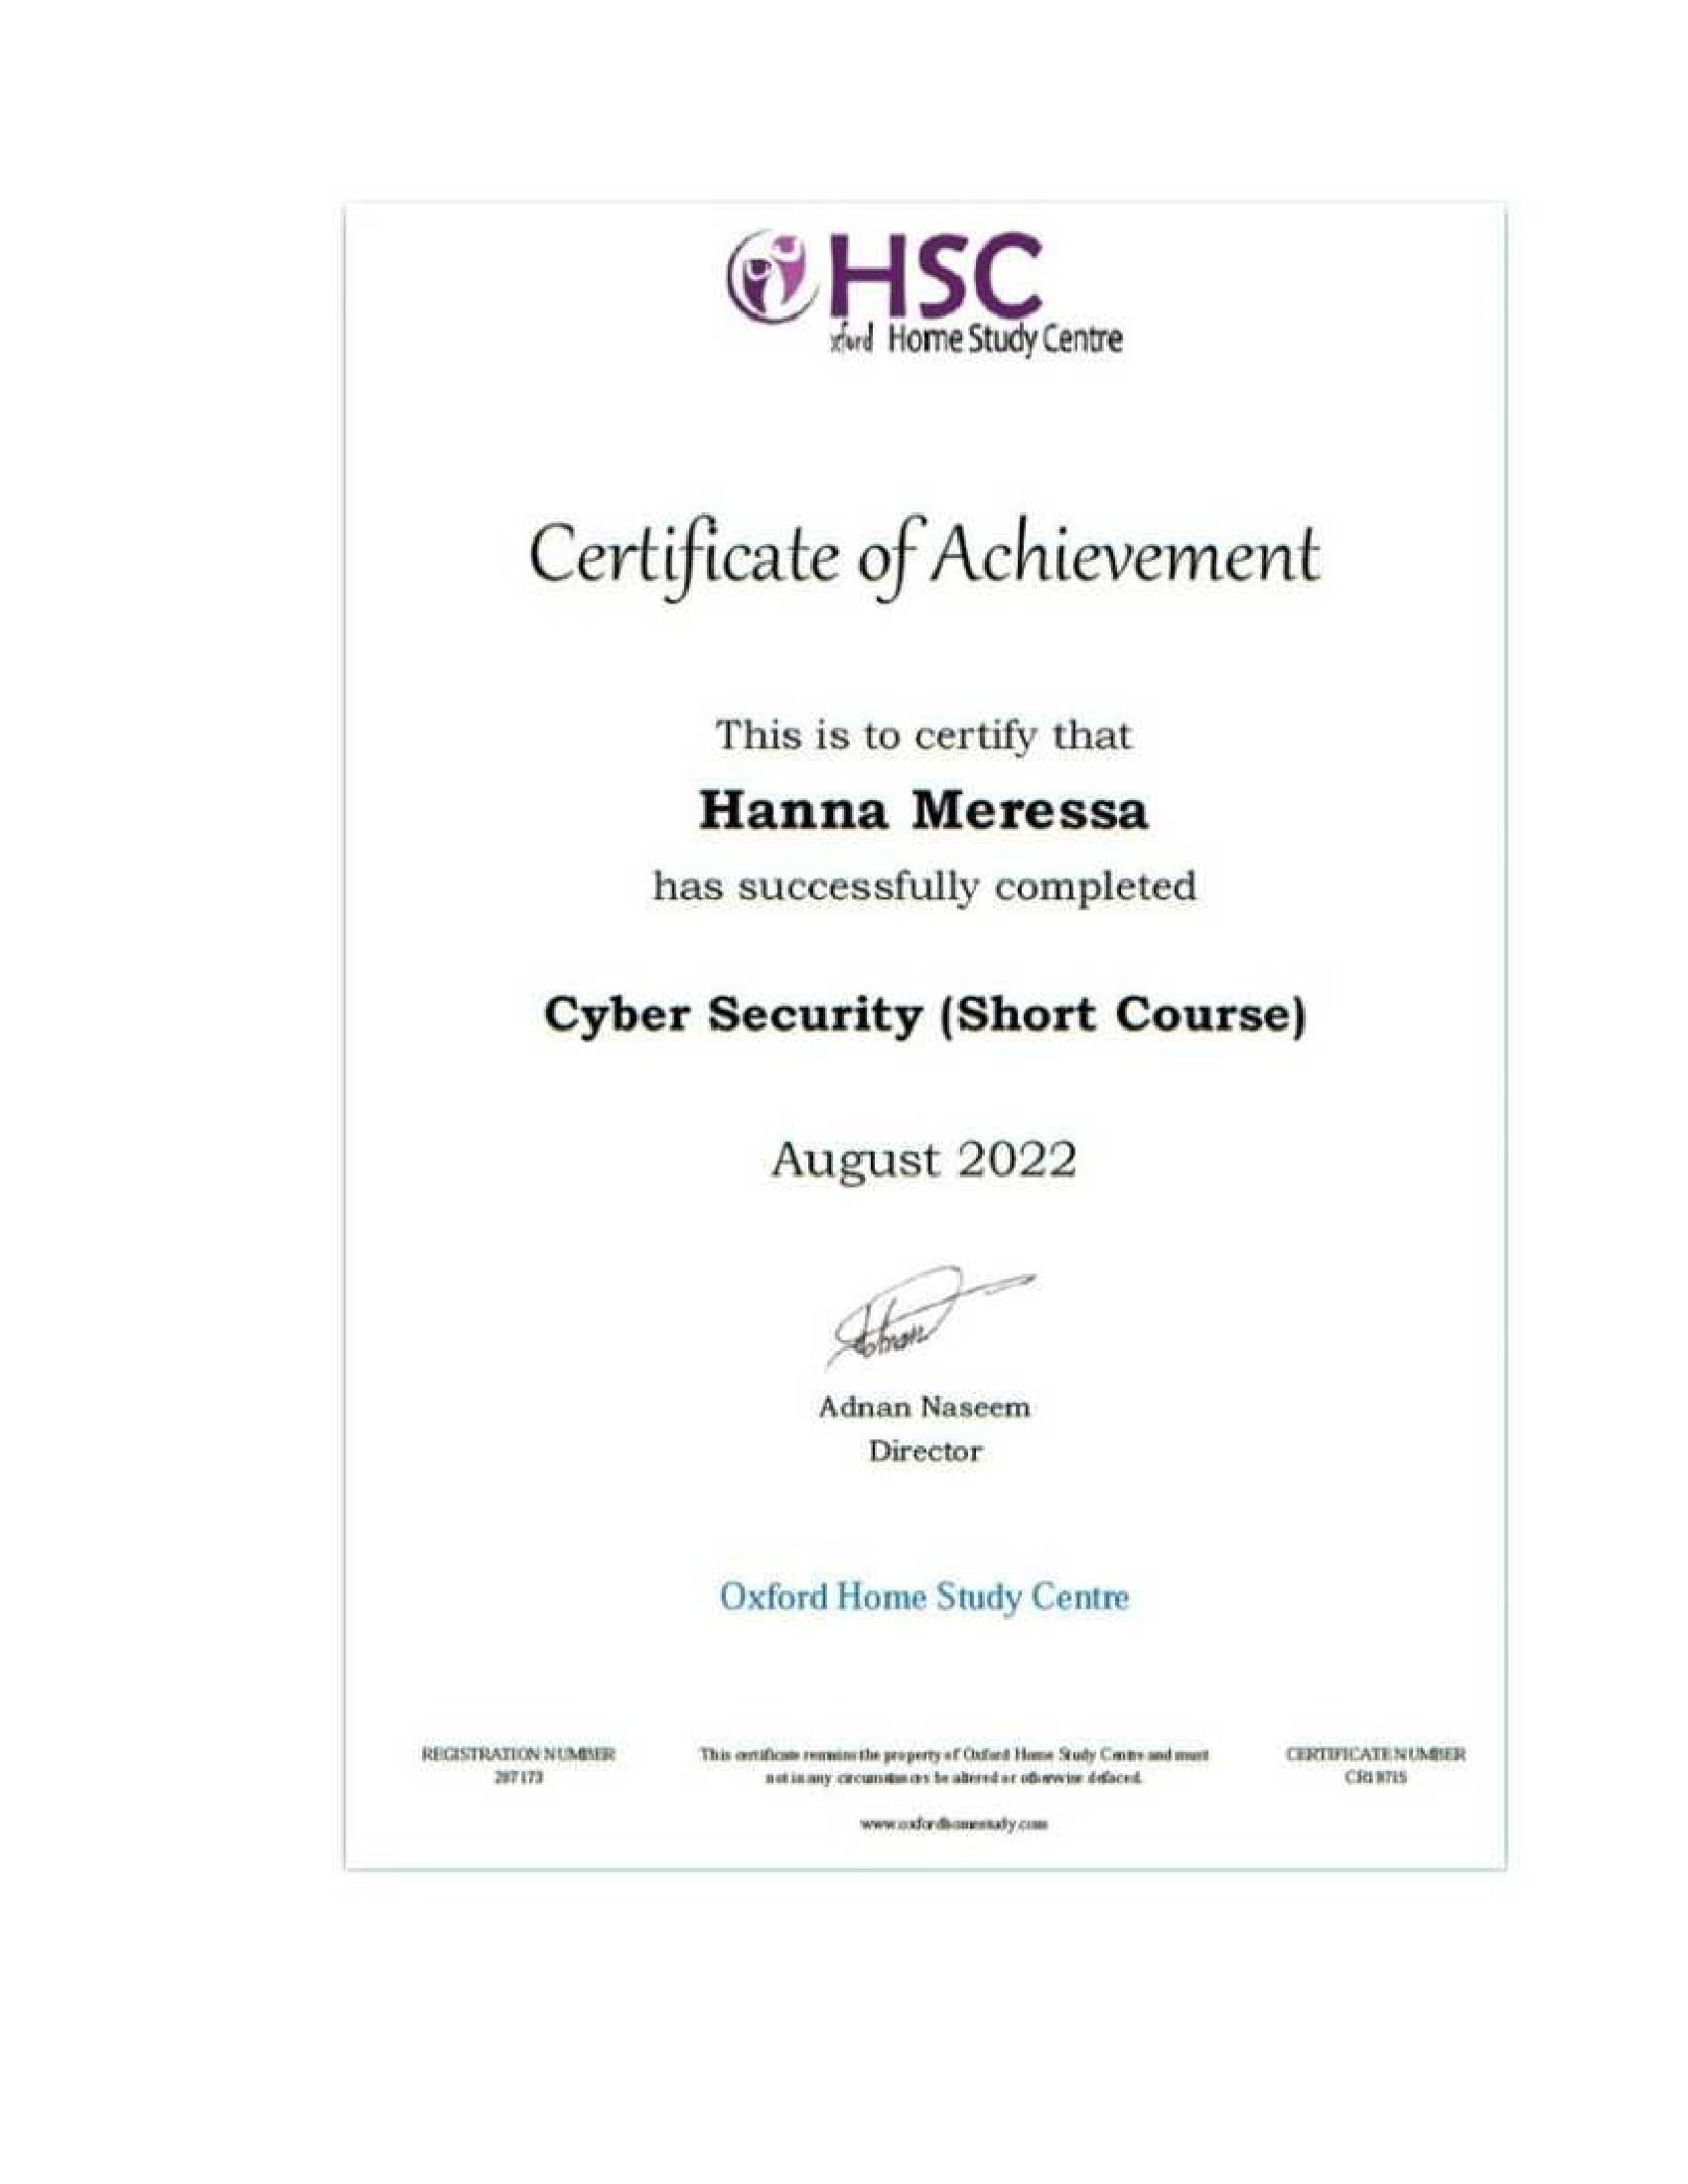 HSC
xford Home Study Centre
Certificate of Achievement
This is to certify that
Hanna Meressa
has successfully completed
Cyber Security (Short Course)
August 2022
Adnan Naseem
Director
Oxford Home Study Centre
REGISTRATION NUMBER
287173
This certificate remains the property of Oxford Home Study Centre and must
not in any circumstances be altered or otherwise defaced.
www.oxfordhomestudy.com
CERTIFICATE NUMBER